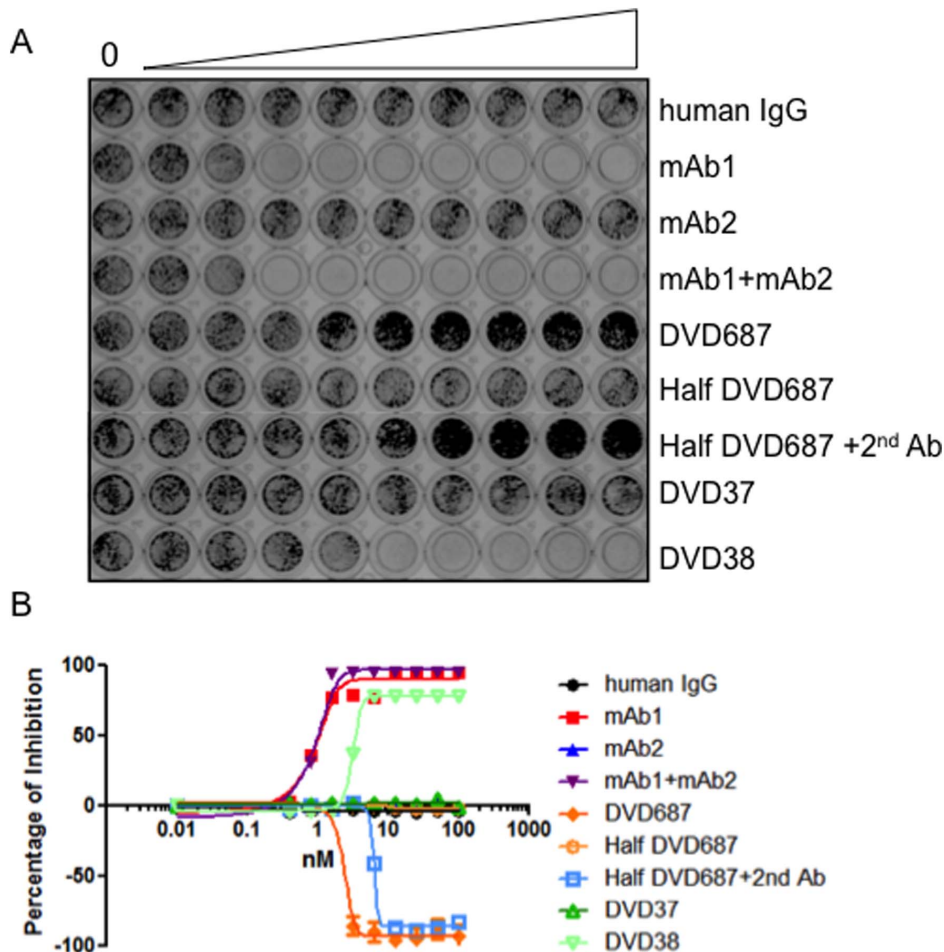 A
0
human IgG
mAb1
mAb2
mAb1+mAb2
DVD687
Half DVD687
Half DVD687 +2nd Ab
DVD37
DVD38
B
Percentage of Inhibition
100
50
0
-50
-100
0.01 0.1 1 10 100 1000
nM
human IgG
mAb1
mAb2
mAb1+mAb2
DVD687
Half DVD687
Half DVD687+2nd Ab
DVD37
DVD38